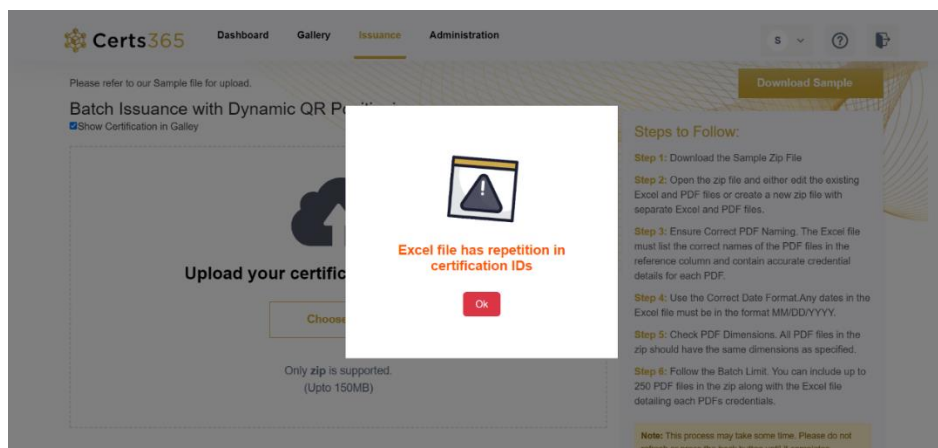 Certs365
Dashboard Gallery Issuance Administration
S
Please refer to our Sample file for upload.
Download Sample
Batch Issuance with Dynamic QR
Show Certification in Galley
Upload your
Choose
Only zip is supported.
(Upto 150MB)
Excel file has repetition in
certification IDs
Ok
Steps to Follow:
Step 1: Download the Sample Zip File
Step 2: Open the zip file and either edit the existing
Excel and PDF files or create a new zip file with
separate Excel and PDF files.
Step 3: Ensure Correct PDF Naming. The Excel file
must list the correct names of the PDF files in the
reference column and contain accurate credential
details for each PDF.
Step 4: Use the Correct Date Format.Any dates in the
Excel file must be in the format MM/DD/YYYY.
Step 5: Check PDF Dimensions. All PDF files in the
zip should have the same dimensions as specified.
Step 6: Follow the Batch Limit. You can include up to
250 PDF files in the zip along with the Excel file
detailing each PDFs credentials.
Note: This process may take some time. Please do not